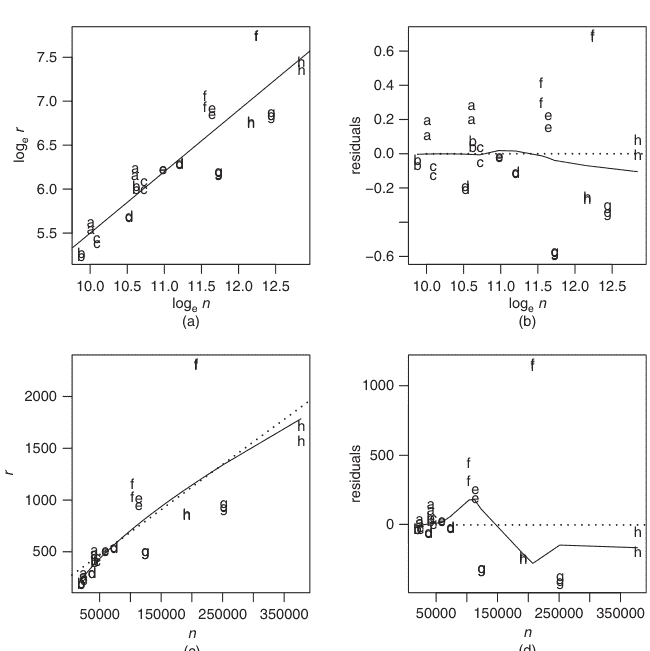 7.5
7.0
6.5
6.0
5.5
logₑ r
10.0 10.5 11.0 11.5 12.0 12.5
logₑ n
(a)
f
h
h
f
f
e
e
h
g
g
a
a
b
b
c
c
e
d
g
a
a
d
c
c
b
b
0.6
0.4
0.2
0.0
−0.2
−0.6
residuals
10.0 10.5 11.0 11.5 12.0 12.5
logₑ n
(b)
f
f
f
a
a
e
e
a
a
h
h
b
b
c
c
e
b
b
c
c
d
d
h
g
g
g
2000
1500
1000
500
r
50000 150000 250000 350000
n
(c)
f
h
h
f
f
e
e
g
g
h
e
d
g
1000
500
0
residuals
50000 150000 250000 350000
n
(d)
f
f
f
e
e
h
h
e
d
h
g
g
g